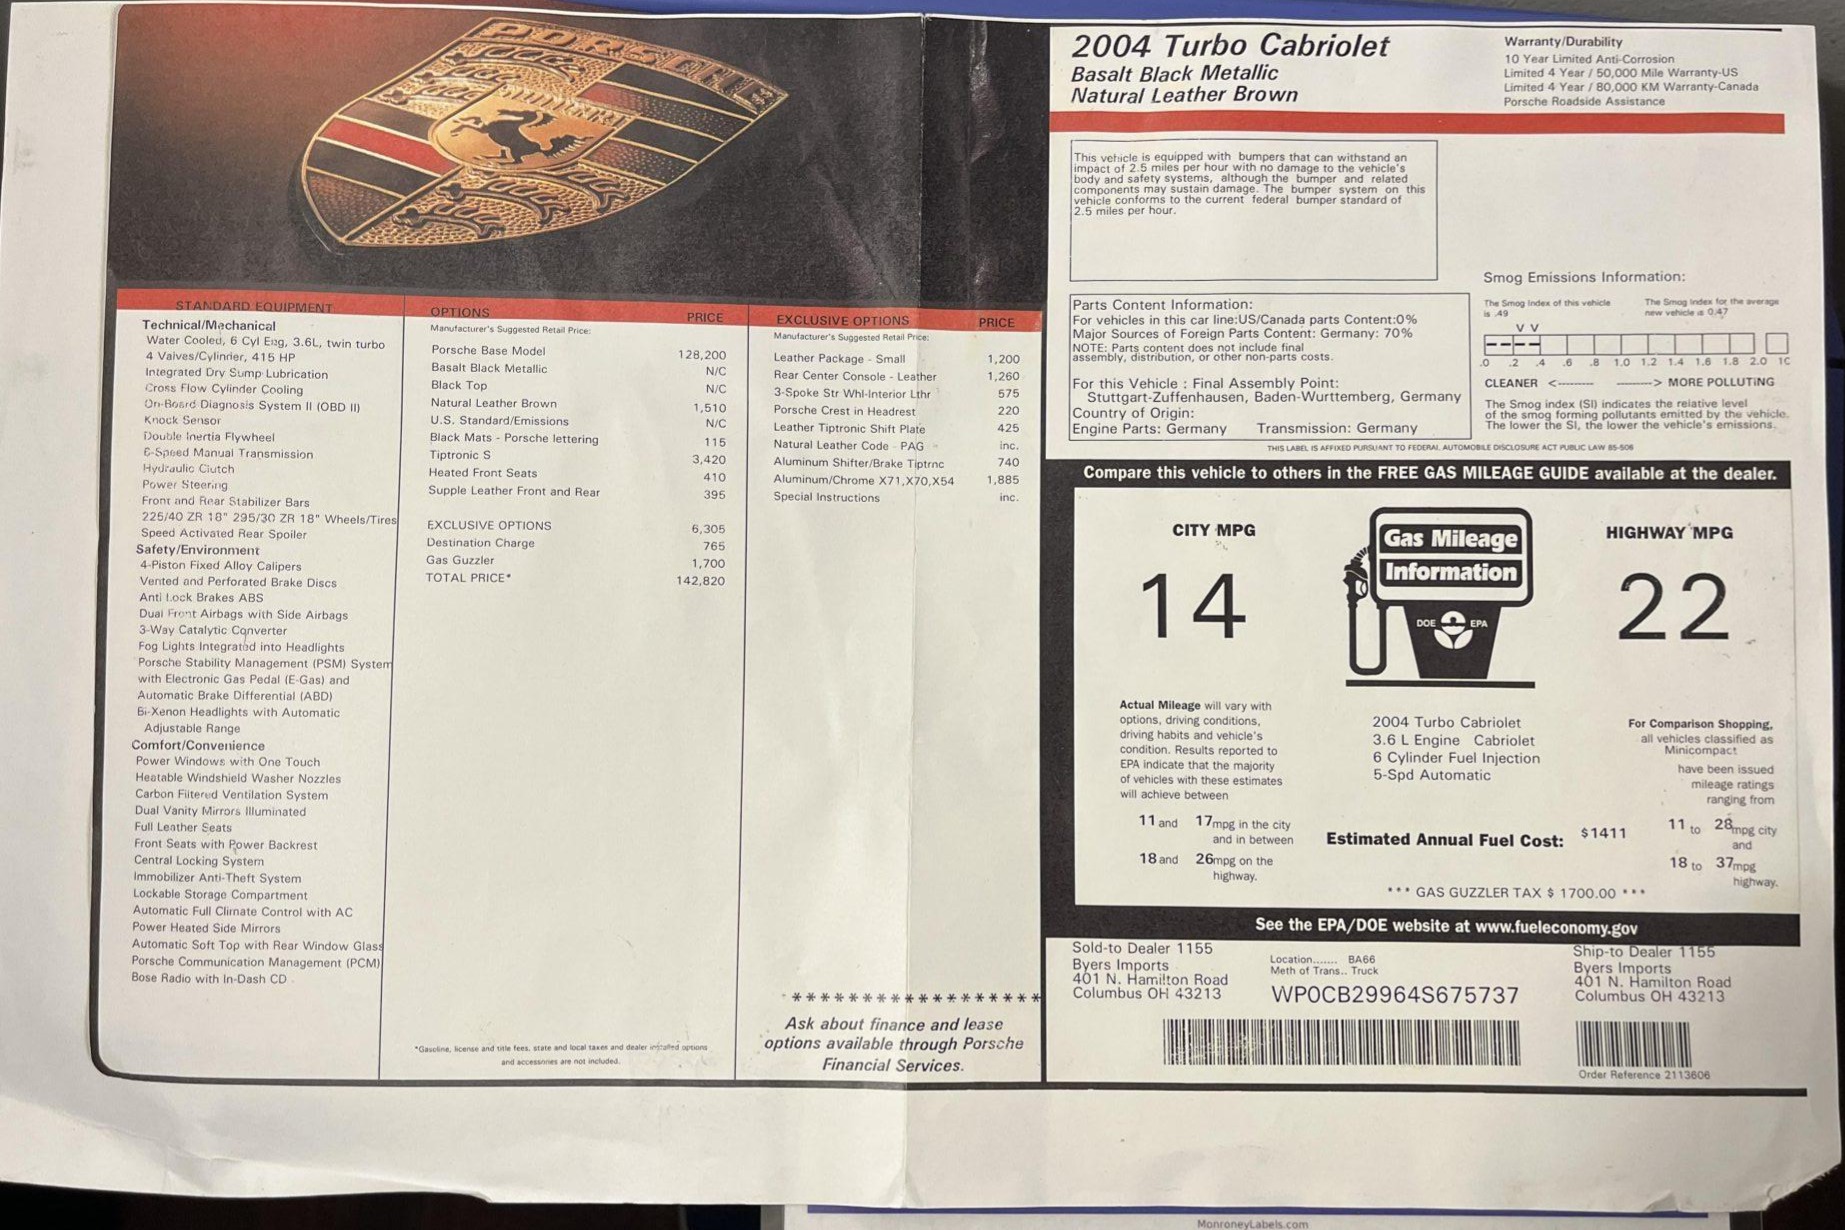 PORSCHE
2004 Turbo Cabriolet
Basalt Black Metallic
Natural Leather Brown
Warranty/Durability
10 Year Limited Anti-Corrosion
Limited 4 Year / 50,000 Mile Warranty-US
Limited 4 Year / 80,000 KM Warranty-Canada
Porsche Roadside Assistance
STANDARD EQUIPMENT
Technical/Mechanical
Water Cooled, 6 Cyl Eng, 3.6L, twin turbo
4 Valves/Cylinder, 415 HP
Integrated Dry Sump Lubrication
Cross Flow Cylinder Cooling
On-Board Diagnosis System II (OBD II)
Knock Sensor
Double Inertia Flywheel
6-Speed Manual Transmission
Hydraulic Clutch
Power Steering
Front and Rear Stabilizer Bars
225/40 ZR 18" 295/30 ZR 18" Wheels/Tires
Speed Activated Rear Spoiler
Safety/Environment
4-Piston Fixed Alloy Calipers
Vented and Perforated Brake Discs
Anti Lock Brakes ABS
Dual Front Airbags with Side Airbags
3-Way Catalytic Converter
Fog Lights Integrated into Headlights
Porsche Stability Management (PSM) System
with Electronic Gas Pedal (E-Gas) and
Automatic Brake Differential (ABD)
Bi-Xenon Headlights with Automatic
Adjustable Range
Comfort/Convenience
Power Windows with One Touch
Heatable Windshield Washer Nozzles
Carbon Filtered Ventilation System
Dual Vanity Mirrors Illuminated
Full Leather Seats
Front Seats with Power Backrest
Central Locking System
Immobilizer Anti-Theft System
Lockable Storage Compartment
Automatic Full Climate Control with AC
Power Heated Side Mirrors
Automatic Soft Top with Rear Window Glass
Porsche Communication Management (PCM)
Bose Radio with In-Dash CD
OPTIONS PRICE
Manufacturer's Suggested Retail Price:
Porsche Base Model 128,200
Basalt Black Metallic N/C
Black Top N/C
Natural Leather Brown 1,510
U.S. Standard/Emissions N/C
Black Mats - Porsche lettering 115
Tiptronic S 3,420
Heated Front Seats 410
Supple Leather Front and Rear 395
EXCLUSIVE OPTIONS 6,305
Destination Charge 765
Gas Guzzler 1,700
TOTAL PRICE* 142,820
*Gasoline, license and title fees, state and local taxes and dealer installed options
and accessories are not included.
EXCLUSIVE OPTIONS PRICE
Manufacturer's Suggested Retail Price:
Leather Package - Small 1,200
Rear Center Console - Leather 1,260
3-Spoke Str Whl-Interior Lthr 575
Porsche Crest in Headrest 220
Leather Tiptronic Shift Plate 425
Natural Leather Code - PAG - inc.
Aluminum Shifter/Brake Tiptrnc 740
Aluminum/Chrome X71,X70,X54 1,885
Special Instructions inc.
* * * * * * * * * * * * * * * * * *
Ask about finance and lease
options available through Porsche
Financial Services.
This vehicle is equipped with bumpers that can withstand an
impact of 2.5 miles per hour with no damage to the vehicle's
body and safety systems, although the bumper and related
components may sustain damage. The bumper system on this
vehicle conforms to the current federal bumper standard of
2.5 miles per hour.
Parts Content Information:
For vehicles in this car line:US/Canada parts Content:0%
Major Sources of Foreign Parts Content: Germany: 70%
NOTE: Parts content does not include final
assembly, distribution, or other non-parts costs.
For this Vehicle : Final Assembly Point:
Stuttgart-Zuffenhausen, Baden-Wurttemberg, Germany
Country of Origin:
Engine Parts: Germany Transmission: Germany
Smog Emissions Information:
The Smog Index of this vehicle
is .49
The Smog Index for the average
new vehicle is 0.47
V V
.0 .2 .4 .6 .8 1.0 1.2 1.4 1.6 1.8 2.0 1C
CLEANER <--------- ---------> MORE POLLUTING
The Smog index (SI) indicates the relative level
of the smog forming pollutants emitted by the vehicle.
The lower the SI, the lower the vehicle's emissions.
THIS LABEL IS AFFIXED PURSUANT TO FEDERAL AUTOMOBILE DISCLOSURE ACT PUBLIC LAW 85-506
Compare this vehicle to others in the FREE GAS MILEAGE GUIDE available at the dealer.
CITY MPG
14
Gas Mileage
Information
DOE EPA
HIGHWAY MPG
22
Actual Mileage will vary with
options, driving conditions,
driving habits and vehicle's
condition. Results reported to
EPA indicate that the majority
of vehicles with these estimates
will achieve between
11 and 17mpg in the city
and in between
18 and 26mpg on the
highway.
2004 Turbo Cabriolet
3.6 L Engine Cabriolet
6 Cylinder Fuel Injection
5-Spd Automatic
Estimated Annual Fuel Cost: $1411
*** GAS GUZZLER TAX $ 1700.00 ***
For Comparison Shopping,
all vehicles classified as
Minicompact
have been issued
mileage ratings
ranging from
11 to 28mpg city
and
18 to 37mpg
highway.
See the EPA/DOE website at www.fueleconomy.gov
Sold-to Dealer 1155
Byers Imports
401 N. Hamilton Road
Columbus OH 43213
Location....... BA66
Meth of Trans.. Truck
WP0CB29964S675737
Ship-to Dealer 1155
Byers Imports
401 N. Hamilton Road
Columbus OH 43213
Order Reference 2113606
MonroneyLabels.com